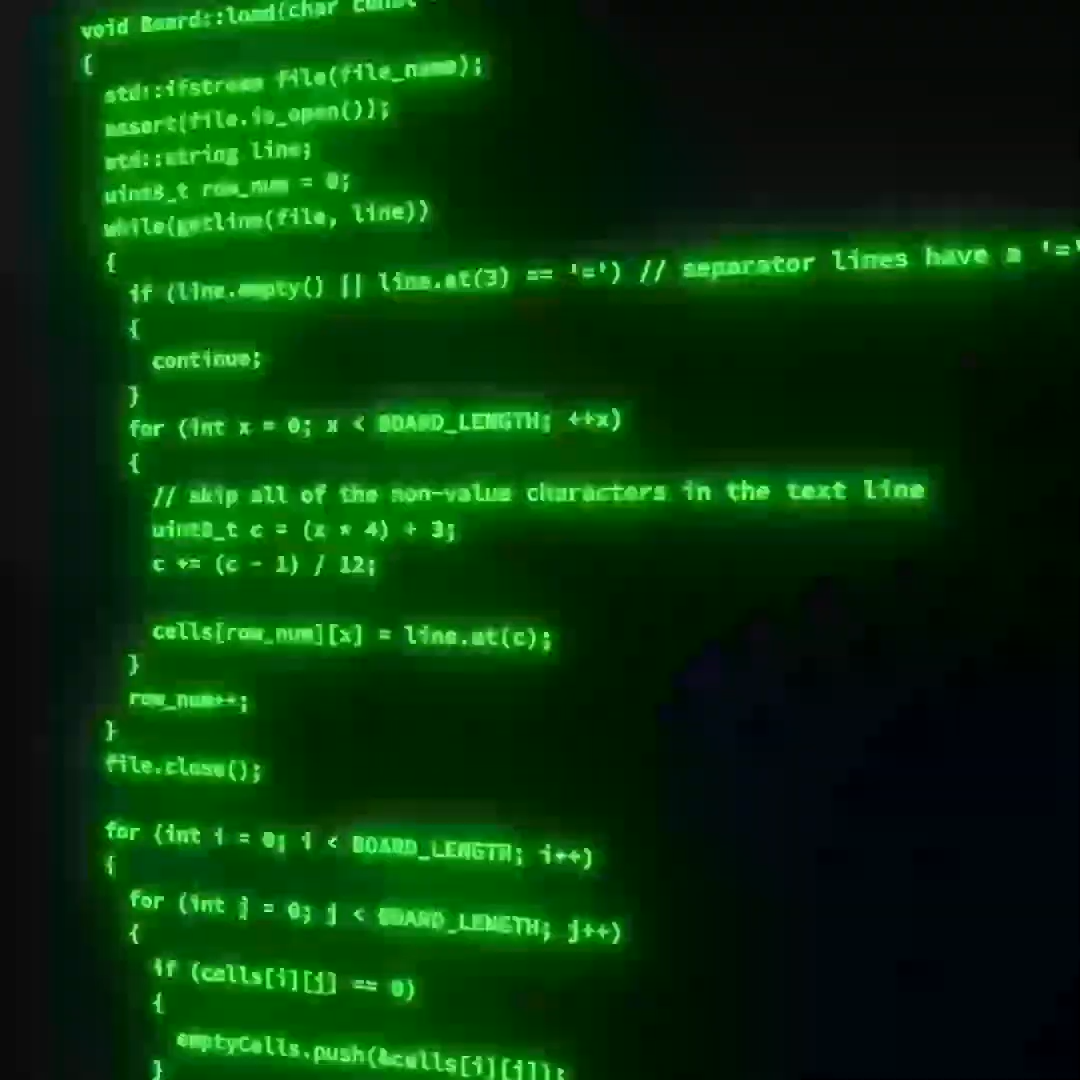 void Board::load(char const
{
std::ifstream file(file_name);
assert(file.is_open());
std::string line;
uint8_t row_num = 0;
while(getline(file, line))
{
if (line.empty() || line.at(3) == '=') // separator lines have a '='
{
continue;
}
for (int x = 0; x < BOARD_LENGTH; ++x)
{
// skip all of the non-value characters in the text line
uint8_t c = (x * 4) + 3;
c += (c - 1) / 12;
cells[row_num][x] = line.at(c);
}
row_num++;
}
file.close();
for (int i = 0; i < BOARD_LENGTH; i++)
{
for (int j = 0; j < BOARD_LENGTH; j++)
{
if (cells[i][j] == 0)
{
emptyCells.push(&cells[i][j]);
}